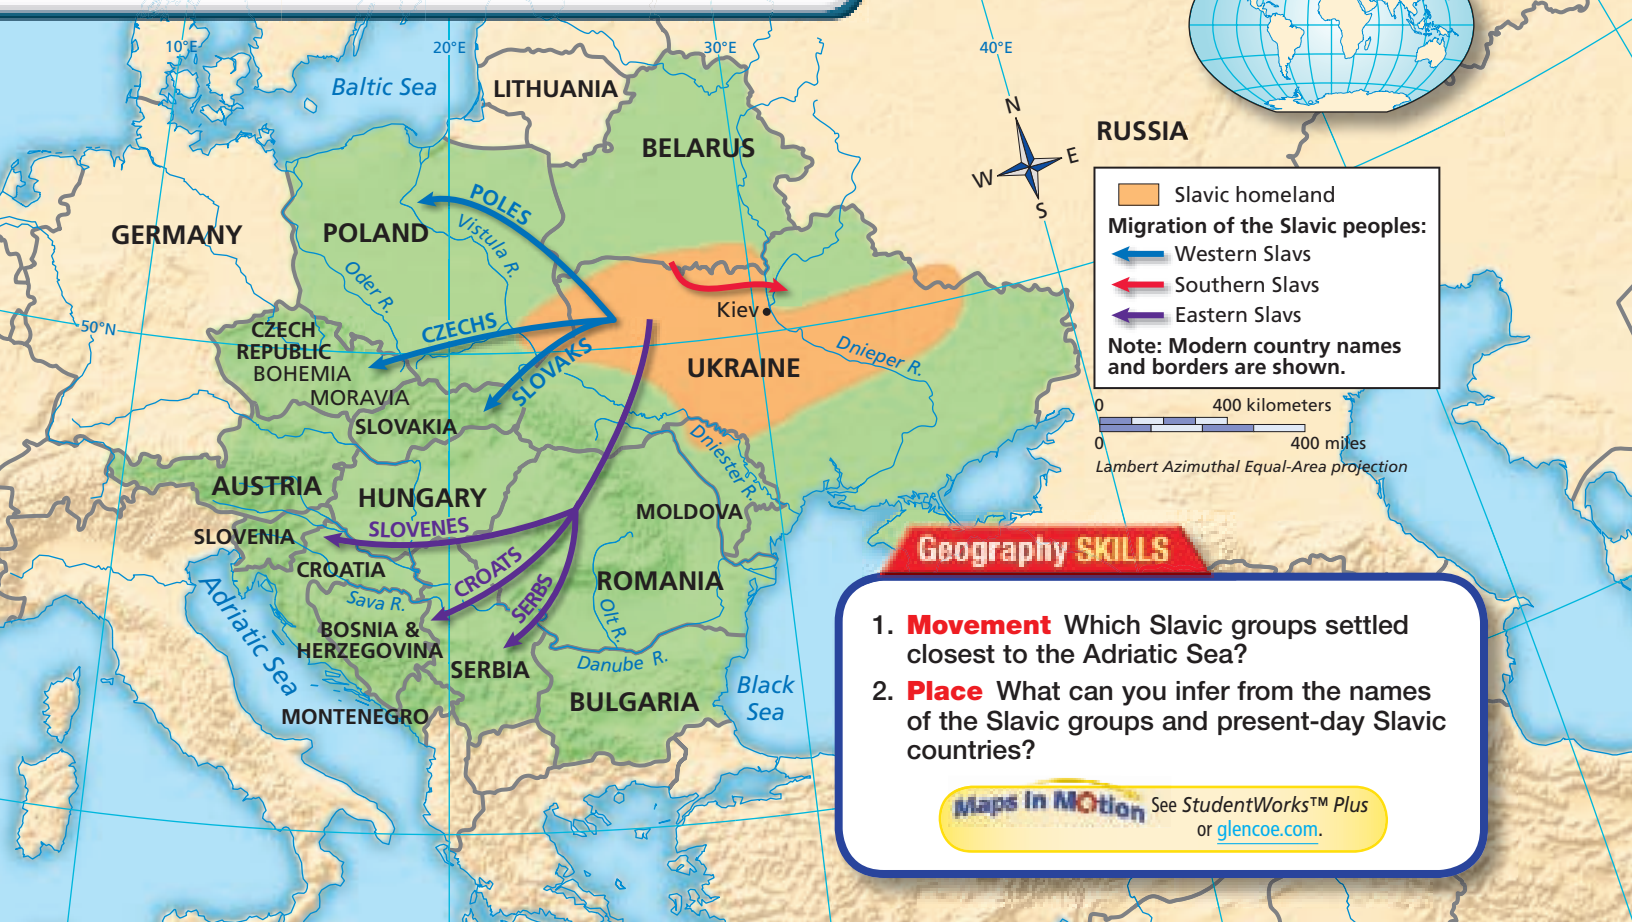 10°E
20°E
30°E
40°E
Baltic Sea
LITHUANIA
BELARUS
RUSSIA
N
E
W
S
GERMANY
POLAND
POLES
Vistula R.
Oder R.
Slavic homeland
Migration of the Slavic peoples:
Western Slavs
Southern Slavs
Eastern Slavs
Note: Modern country names
and borders are shown.
50°N
CZECH
REPUBLIC
BOHEMIA
MORAVIA
CZECHS
SLOVAKS
SLOVAKIA
Kiev
UKRAINE
Dnieper R.
Dniester R.
0 400 kilometers
0 400 miles
Lambert Azimuthal Equal-Area projection
AUSTRIA
HUNGARY
MOLDOVA
SLOVENIA
SLOVENES
CROATIA
CROATS
SERBS
ROMANIA
Sava R.
Olt R.
Adriatic Sea
BOSNIA &
HERZEGOVINA
SERBIA
Danube R.
MONTENEGRO
BULGARIA
Black
Sea
Geography SKILLS
1. Movement Which Slavic groups settled
closest to the Adriatic Sea?
2. Place What can you infer from the names
of the Slavic groups and present-day Slavic
countries?
Maps In Motion See StudentWorks™ Plus
or glencoe.com.